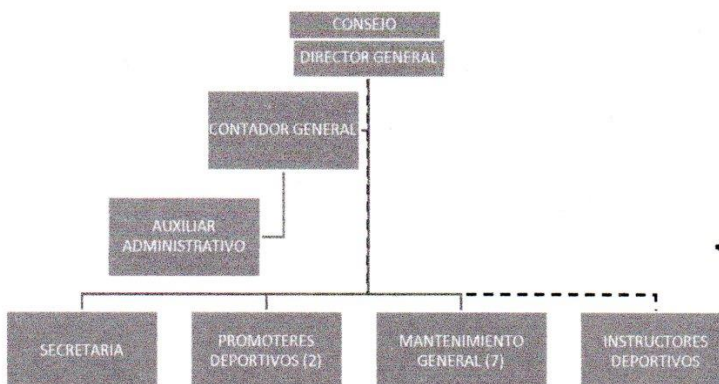 CONSEJO
DIRECTOR GENERAL
CONTADOR GENERAL
AUXILIAR
ADMINISTRATIVO
SECRETARIA
PROMOTERES
DEPORTIVOS (2)
MANTENIMIENTO
GENERAL (7)
INSTRUCTORES
DEPORTIVOS